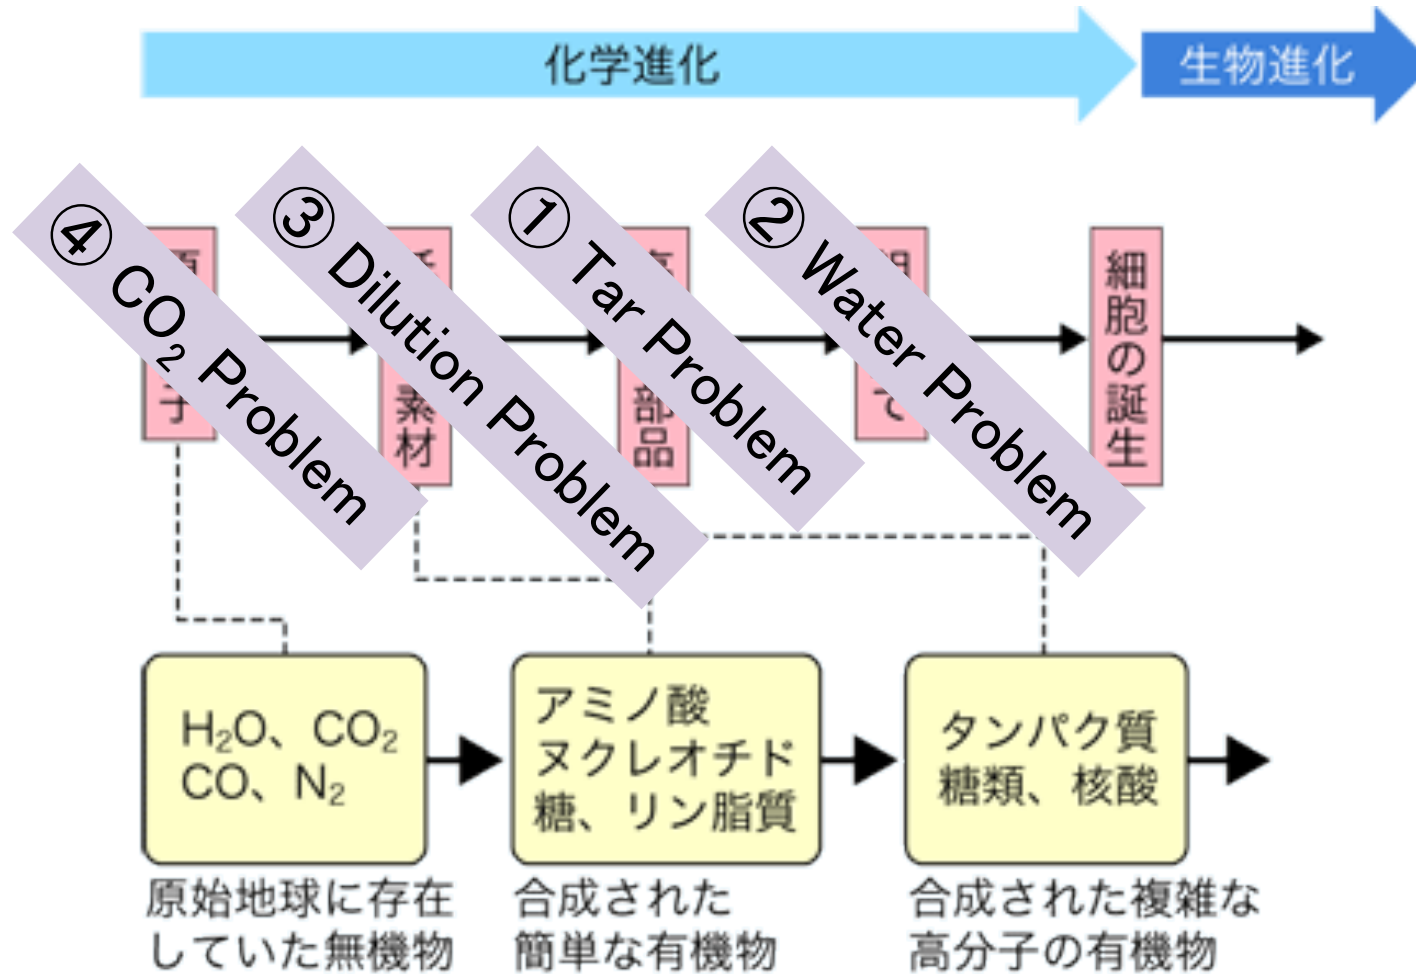 化学進化
生物進化
④ CO₂ Problem
③ Dilution Problem
① Tar Problem
② Water Problem
子
素材
部品
て
細胞の誕生
H₂O、CO₂
CO、N₂
アミノ酸
ヌクレオチド
糖、リン脂質
タンパク質
糖類、核酸
原始地球に存在
していた無機物
合成された
簡単な有機物
合成された複雑な
高分子の有機物